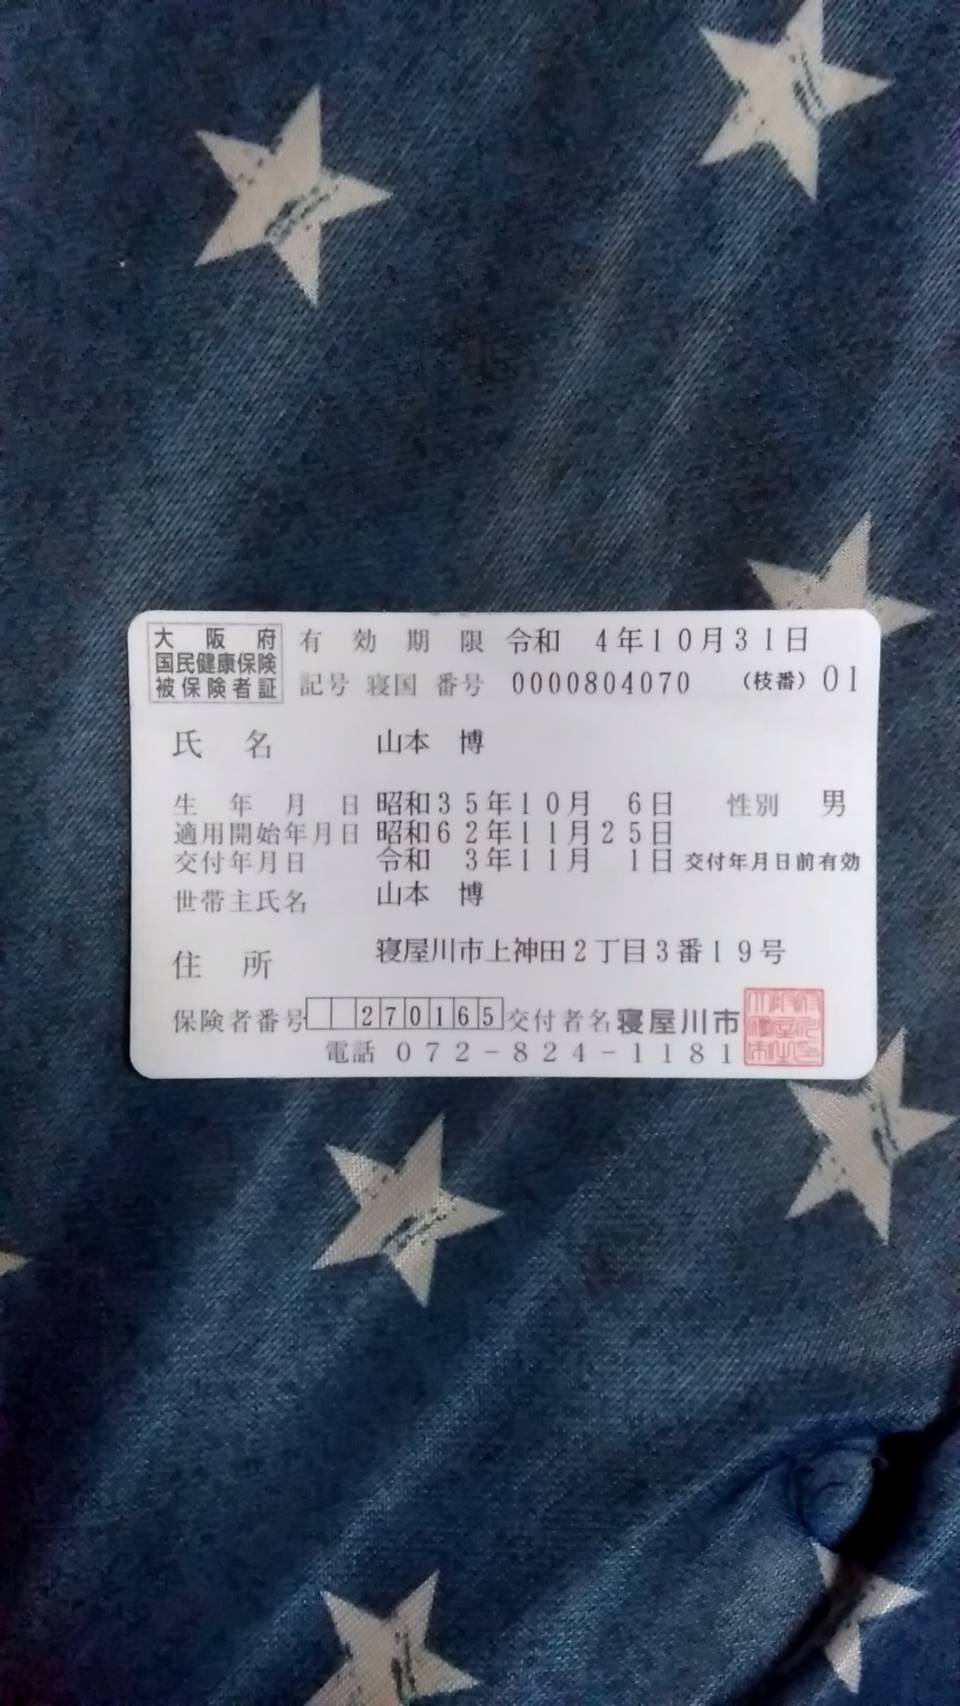 大阪府
国民健康保険
被保険者証
有効期限 令和 4年10月31日
記号 寝国 番号 0000804070 (枝番) 01
氏名 山本 博
生年月日 昭和35年10月 6日 性別 男
適用開始年月日 昭和62年11月25日
交付年月日 令和 3年11月 1日 交付年月日前有効
世帯主氏名 山本 博
住所 寝屋川市上神田2丁目3番19号
保険者番号 270165 交付者名 寝屋川市
電話 072-824-1181